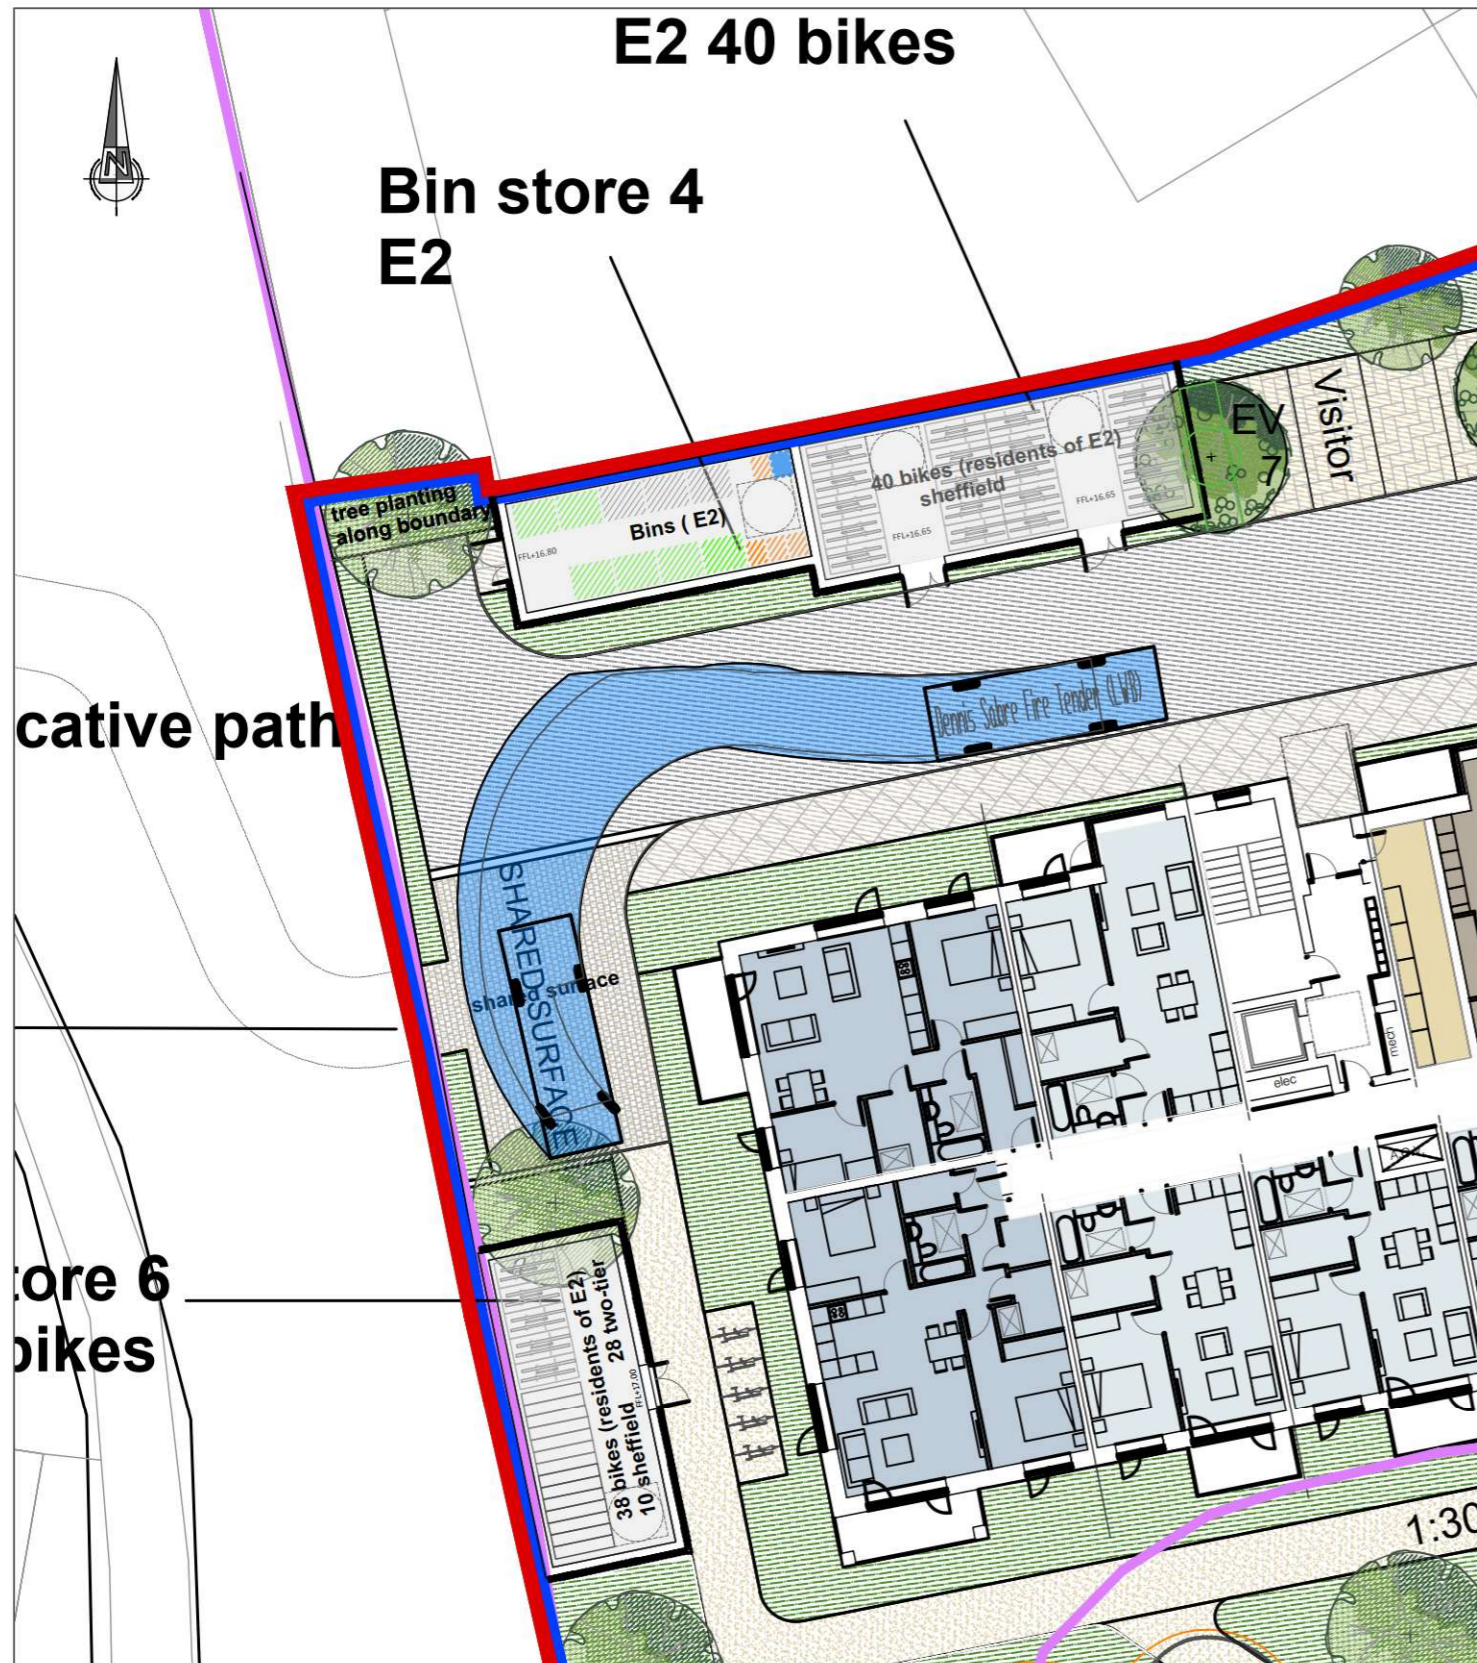 E2 40 bikes
N
Bin store 4
E2
EV
7
Visitor
40 bikes (residents of E2)
sheffield
FFL+16.65
FFL+16.65
tree planting
along boundary
Bins ( E2)
FFL+16.80
cative path
Dennis Sabre Fire Tender (LWB)
SHARED SURFACE
shared surface
mech
elec
tore 6
bikes
38 bikes (residents of E2)
10 sheffield
28 two-tier
FFL+17.00
1:30